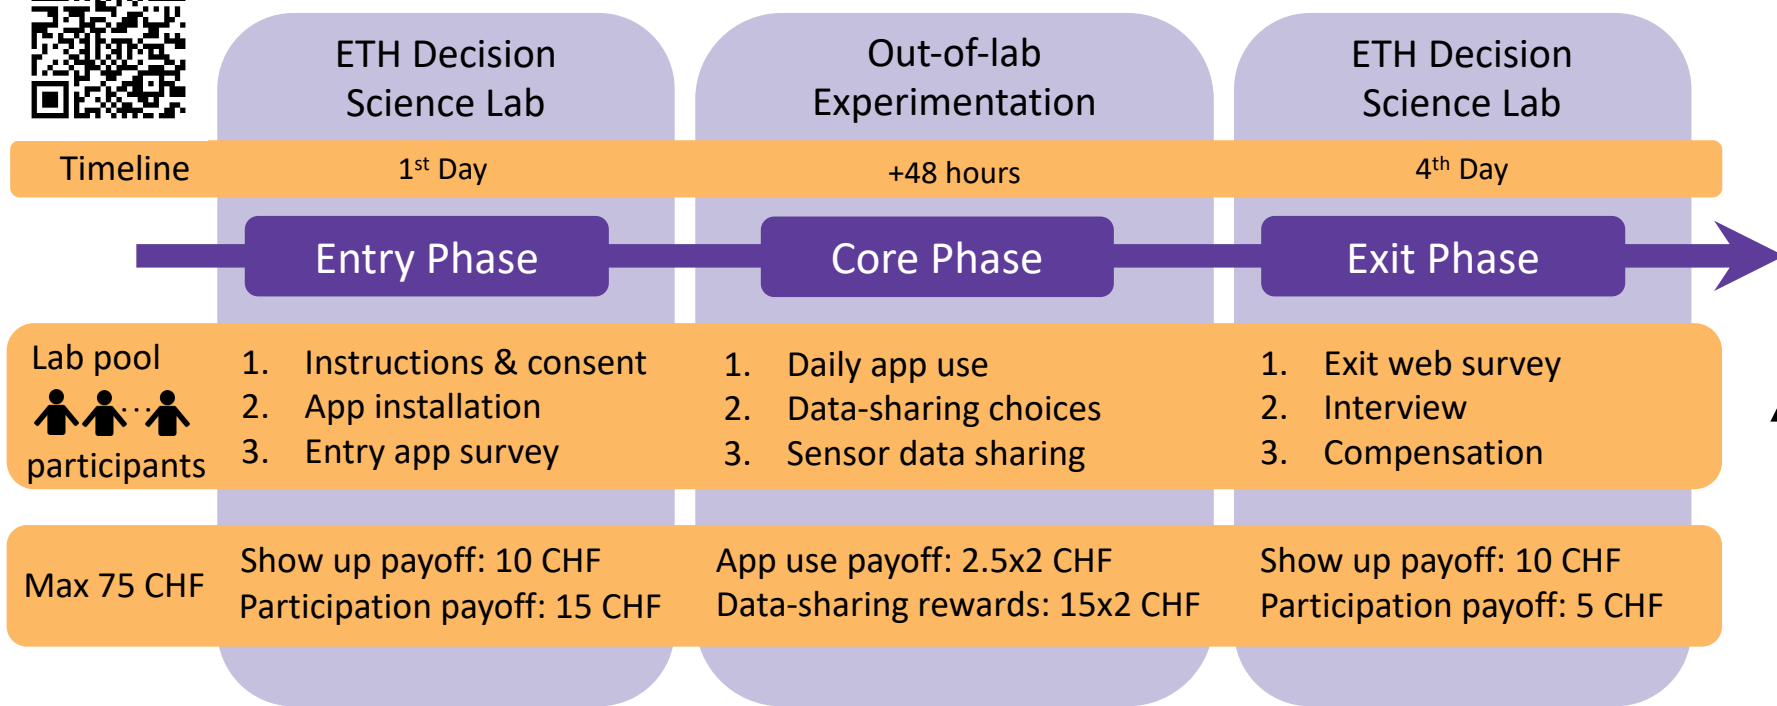 ETH Decision
Science Lab
Out-of-lab
Experimentation
ETH Decision
Science Lab
Timeline
1st Day
+48 hours
4th Day
Entry Phase
Core Phase
Exit Phase
Lab pool
participants
1. Instructions & consent
2. App installation
3. Entry app survey
1. Daily app use
2. Data-sharing choices
3. Sensor data sharing
1. Exit web survey
2. Interview
3. Compensation
Max 75 CHF
Show up payoff: 10 CHF
Participation payoff: 15 CHF
App use payoff: 2.5x2 CHF
Data-sharing rewards: 15x2 CHF
Show up payoff: 10 CHF
Participation payoff: 5 CHF